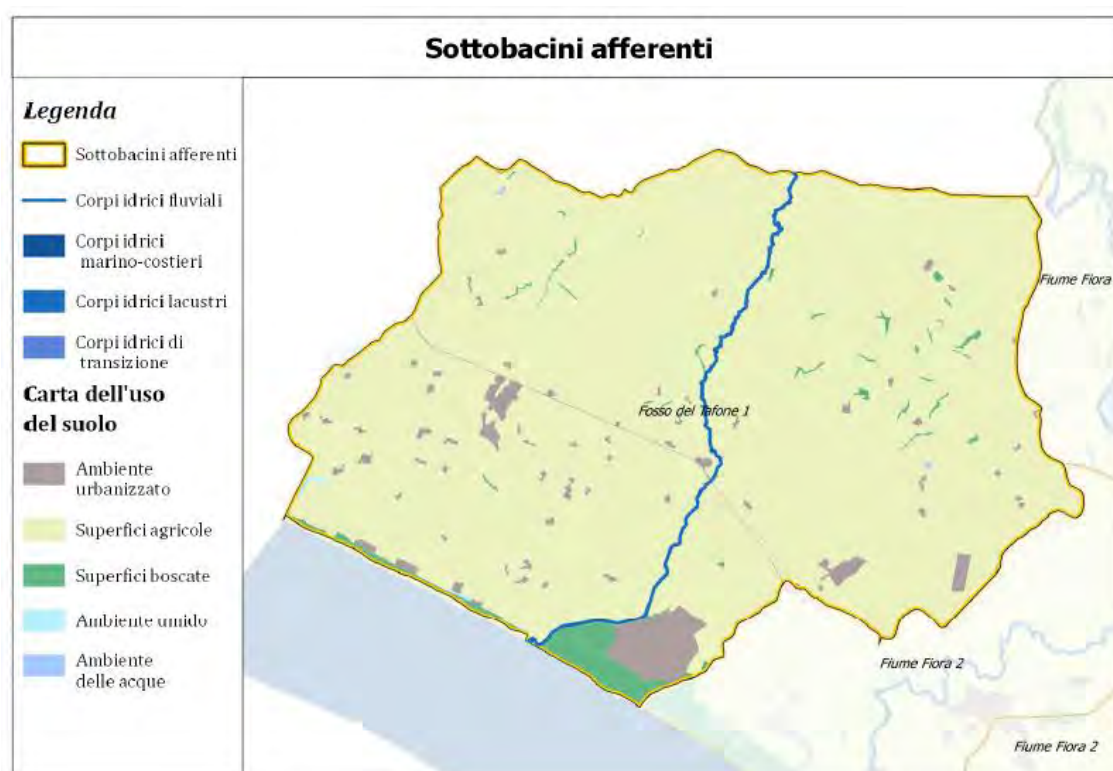 Sottobacini afferenti
Legenda
Sottobacini afferenti
Corpi idrici fluviali
Corpi idrici
marino-costieri
Corpi idrici lacustri
Corpi idrici di
transizione
Carta dell'uso
del suolo
Ambiente
urbanizzato
Superfici agricole
Superfici boscate
Ambiente umido
Ambiente
delle acque
Fiume Fiora
Fosso del Tafone 1
Fiume Fiora 2
Fiume Fiora 2